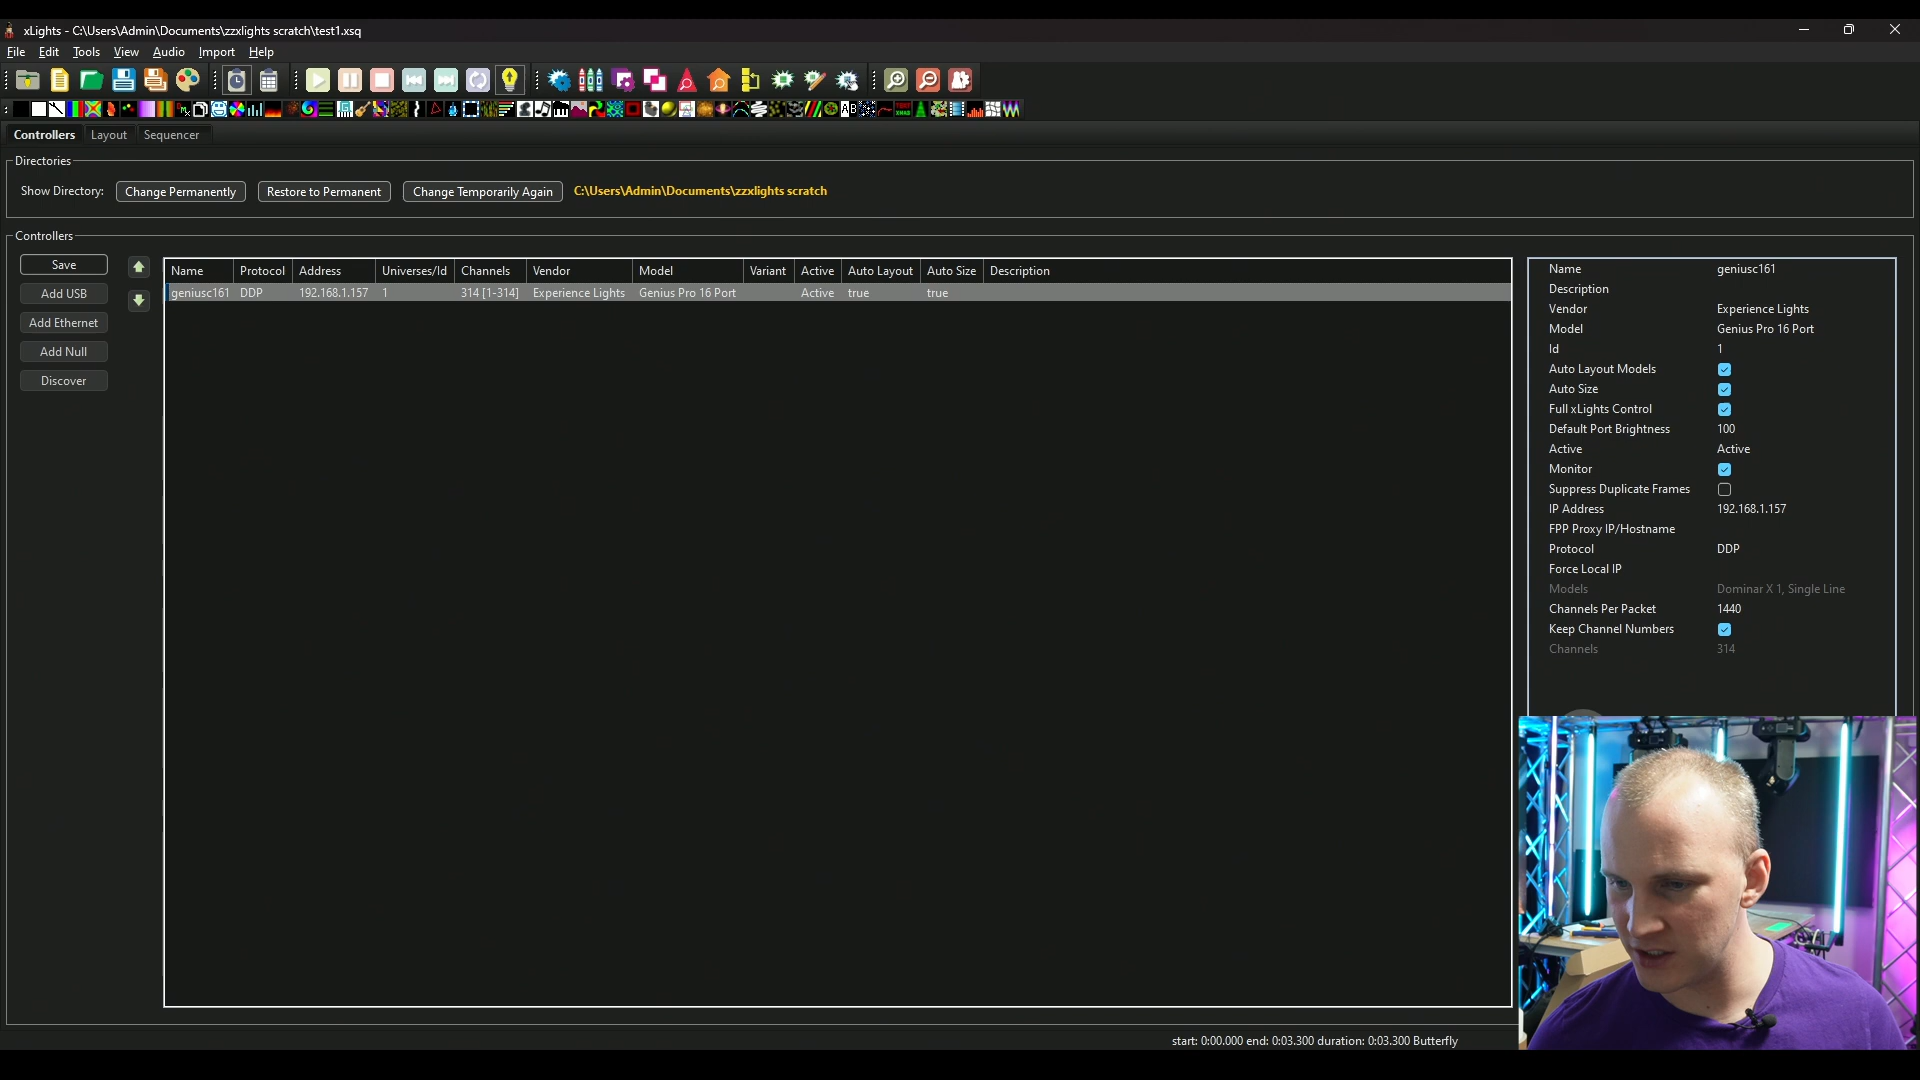 xLights - C:\Users\Admin\Documents\zzxlights scratch\test1.xsq
File Edit Tools View Audio Import Help
Controllers Layout Sequencer
Directories
Show Directory: Change Permanently Restore to Permanent Change Temporarily Again C:\Users\Admin\Documents\zzxlights scratch
Controllers
Save
Add USB
Add Ethernet
Add Null
Discover
Name Protocol Address Universes/Id Channels Vendor Model Variant Active Auto Layout Auto Size Description
geniusc161 DDP 192.168.1.157 1 314 [1-314] Experience Lights Genius Pro 16 Port Active true true
Name geniusc161
Description
Vendor Experience Lights
Model Genius Pro 16 Port
Id 1
Auto Layout Models
Auto Size
Full xLights Control
Default Port Brightness 100
Active Active
Monitor
Suppress Duplicate Frames
IP Address 192.168.1.157
FPP Proxy IP/Hostname
Protocol DDP
Force Local IP
Models Dominar X 1, Single Line
Channels Per Packet 1440
Keep Channel Numbers
Channels 314
start: 0:00.000 end: 0:03.300 duration: 0:03.300 Butterfly